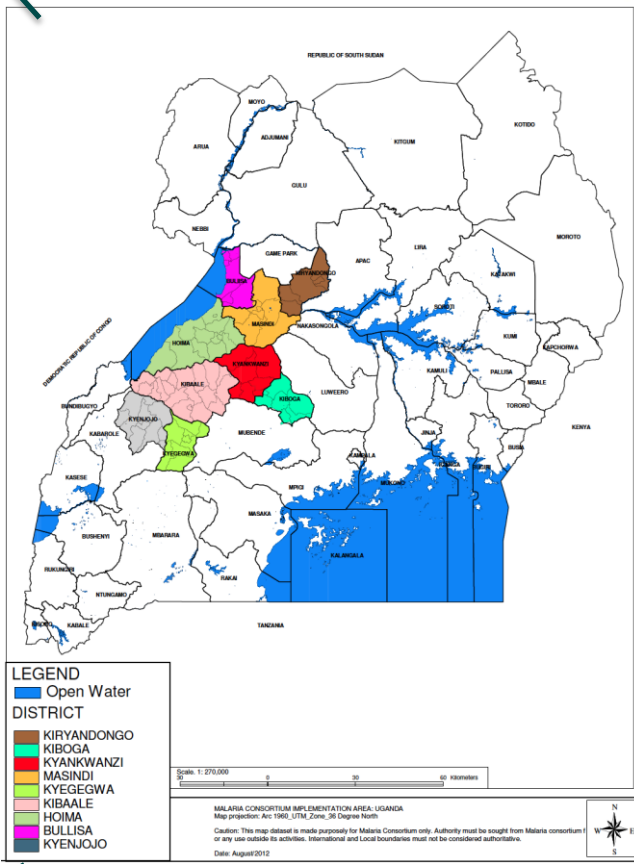 REPUBLIC OF SOUTH SUDAN
MOYO
KOTIDO
ADJUMANI
ARUA
KITGUM
GULU
NEBBI
MOROTO
GAME PARK
LIRA
APAC
KIRYANDONGO
KATAKWI
BULIISA
SOROTI
MASINDI
NAKASONGOLA
KUMI
HOIMA
KAPCHORWA
DEMOCRATIC REPUBLIC OF CONGO
KYANKWANZI
KAMULI
PALLISA
KIBAALE
MBALE
LUWEERO
KIBOGA
TORORO
BUNDIBUGYO
KYENJOJO
KENYA
KABAROLE
MUBENDE
JINJA
BUSIA
KYEGEGWA
KAMPALA
KASESE
MPIGI
MUKONO
MASAKA
BUSHENYI
MBARARA
KALANGALA
RUKUNGIRI
RAKAI
NTUNGAMO
KABALE
TANZANIA
LEGEND
Open Water
DISTRICT
KIRYANDONGO
KIBOGA
KYANKWANZI
MASINDI
KYEGEGWA
KIBAALE
HOIMA
BULLISA
KYENJOJO
Scale. 1: 270,000
30 0 30 60 Kilometers
MALARIA CONSORTIUM IMPLEMENTATION AREA: UGANDA
Map projection: Arc 1960_UTM_Zone_36 Degree North
Caution: This map dataset is made purposely for Malaria Consortium only. Authority must be sought from Malaria consortium f
or any use outside its activities. International and Local boundaries must not be considered authoritative.
Date: August/2012
N
W E
S